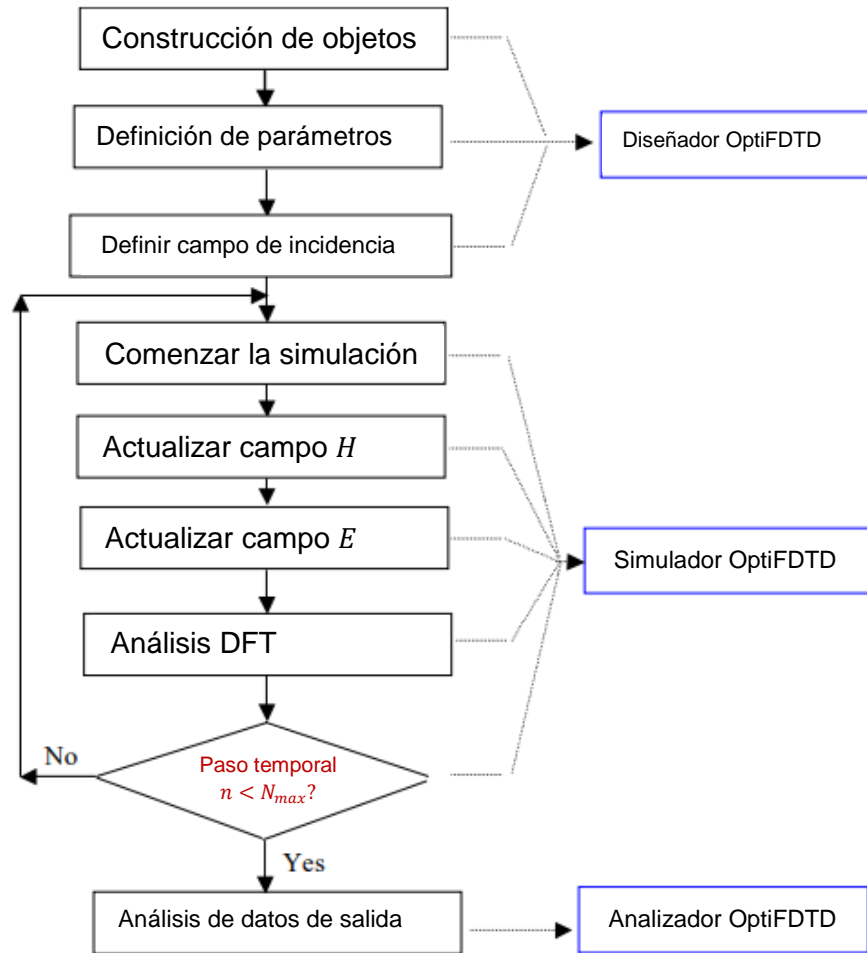 Construcción de objetos
Definición de parámetros
Diseñador OptiFDTD
Definir campo de incidencia
Comenzar la simulación
Actualizar campo H
Actualizar campo E
Simulador OptiFDTD
Análisis DFT
No
Paso temporal
n < N_max?
Yes
Análisis de datos de salida
Analizador OptiFDTD